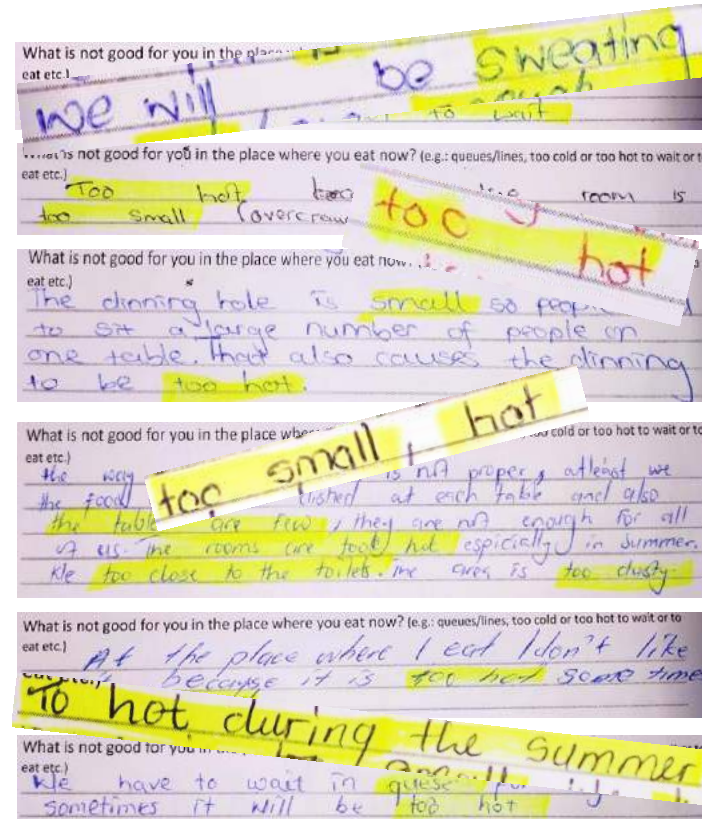 What is not good for you in the place
eat etc.)
We will be sweating
to wait
is not good for you in the place where you eat now? (e.g.: queues/lines, too cold or too hot to wait or t
eat etc.)
Too hot room is
too small (overcrow
too hot
What is not good for you in the place where you eat now.
eat etc.)
The dinning hole is small so peop
to sit a large number of people on
one table. That also causes the dinning
to be too hot.
too small, hot
What is not good for you in the place whe cold or too hot to wait or to
eat etc.)
the way is not proper, atleast we
the food at each table and also
the table are few, they are not enough for all
of us. The rooms are too hot espicially in summer.
We too close to the toilets. The area is too dusty
What is not good for you in the place where you eat now? (e.g.: queues/lines, too cold or too hot to wait or to
eat etc.)
At the place where I eat I don't like
because it is too hot some time
To hot during the summer
What is not good for you
eat etc.)
We have to wait in quese
sometimes it will be too hot